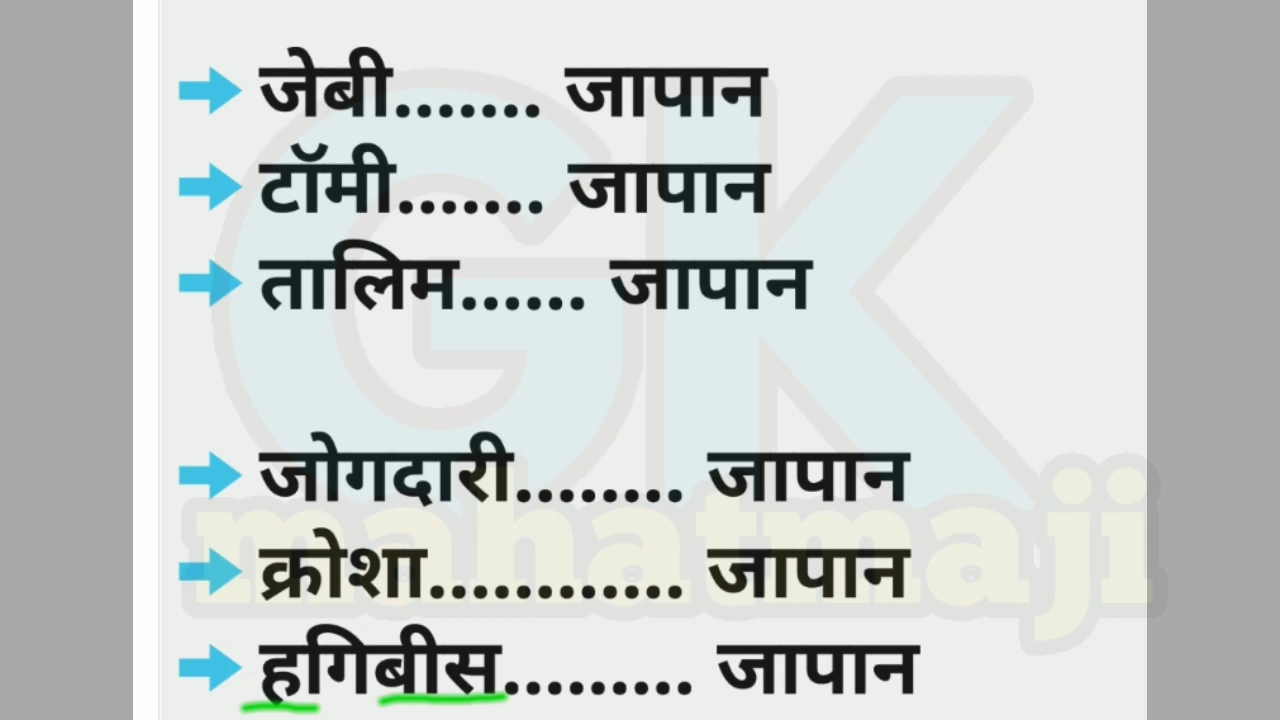 जेबी....... जापान
टॉमी....... जापान
तालिम...... जापान
GK
जोगदारी........ जापान
mahatmaji
क्रोशा............ जापान
हगिबीस......... जापान